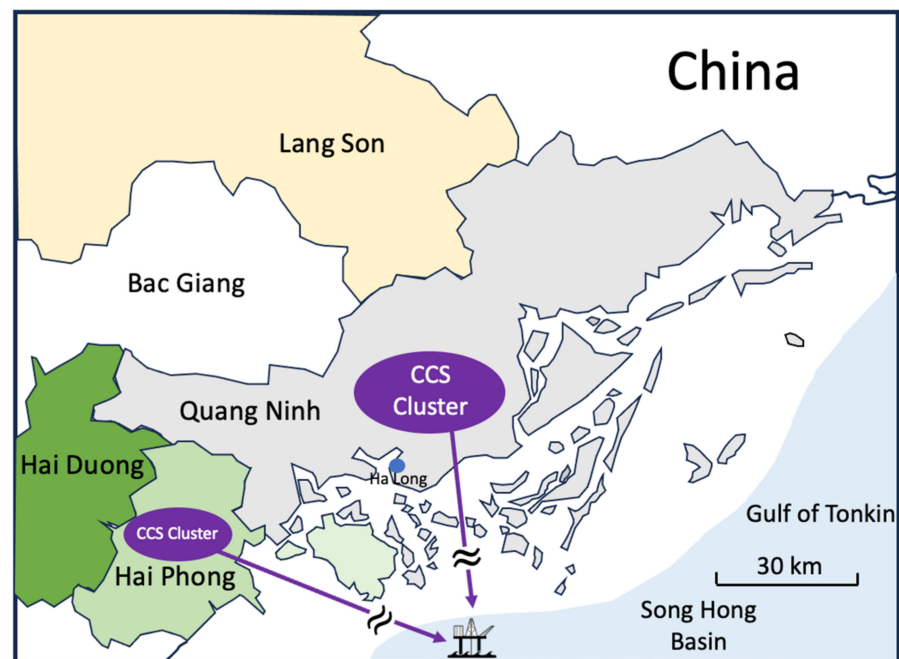 China
Lang Son
Bac Giang
CCS
Cluster
Quang Ninh
Hai Duong
Ha Long
CCS Cluster
Gulf of Tonkin
Hai Phong
30 km
Song Hong
Basin